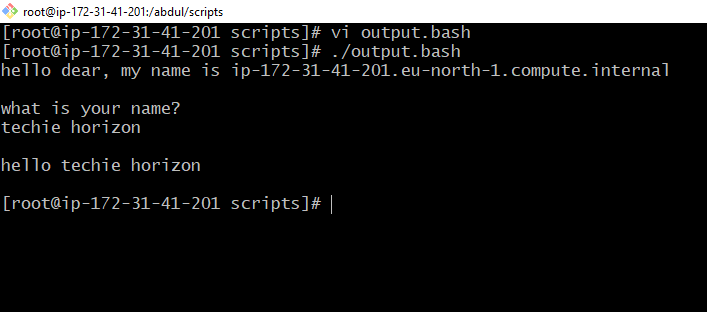 root@ip-172-31-41-201:/abdul/scripts
[root@ip-172-31-41-201 scripts]# vi output.bash
[root@ip-172-31-41-201 scripts]# ./output.bash
hello dear, my name is ip-172-31-41-201.eu-north-1.compute.internal
what is your name?
techie horizon
hello techie horizon
[root@ip-172-31-41-201 scripts]#